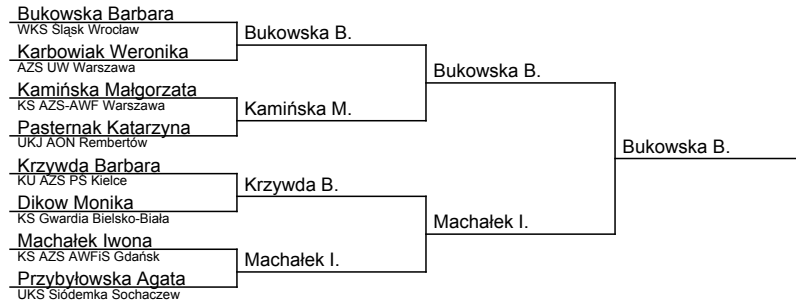 Bukowska Barbara
WKS Śląsk Wrocław
Bukowska B.
Karbowiak Weronika
AZS UW Warszawa
Bukowska B.
Kamińska Małgorzata
KS AZS-AWF Warszawa
Kamińska M.
Pasternak Katarzyna
UKJ AON Rembertów
Bukowska B.
Krzywda Barbara
KU AZS PŚ Kielce
Krzywda B.
Dikow Monika
KS Gwardia Bielsko-Biała
Machałek I.
Machałek Iwona
KS AZS AWFiS Gdańsk
Machałek I.
Przybyłowska Agata
UKS Siódemka Sochaczew